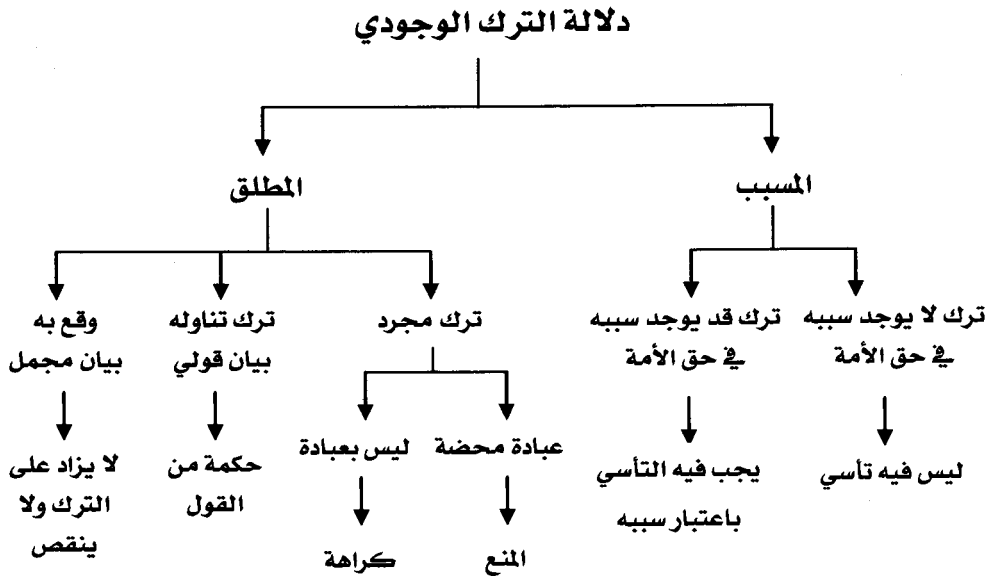 دلالة الترك الوجودي
المسبب
المطلق
ترك لا يوجد سببه
في حق الأمة
ترك قد يوجد سببه
في حق الأمة
ترك مجرد
ترك تناوله
بيان قولي
وقع به
بيان مجمل
عبادة محضة
ليس بعبادة
ليس فيه تأسي
يجب فيه التأسي
باعتبار سببه
المنع
كراهة
حكمة من
القول
لا يزاد على
الترك ولا
ينقص